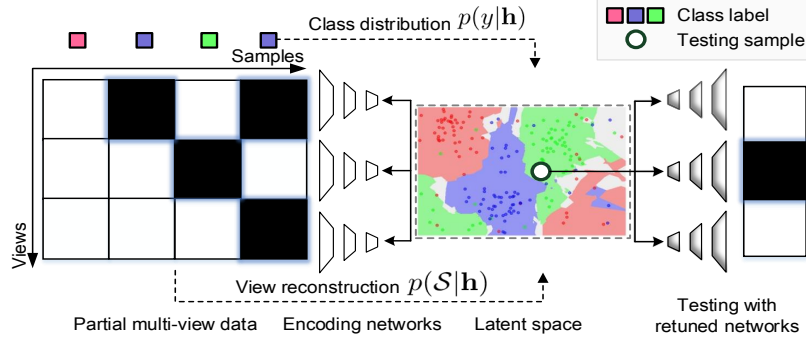 Class distribution p(y|h)
Class label
Testing sample
Samples
Views
View reconstruction p(S|h)
Partial multi-view data
Encoding networks
Latent space
Testing with
retuned networks